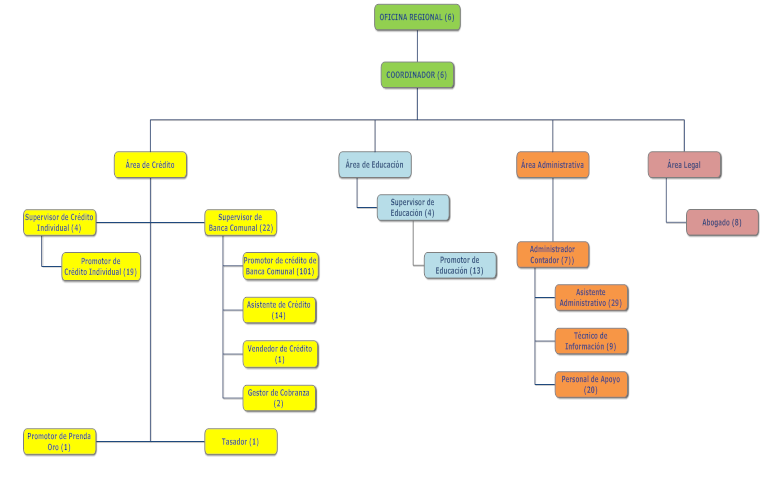 OFICINA REGIONAL (6)
COORDINADOR (6)
Área de Crédito
Área de Educación
Área Administrativa
Área Legal
Supervisor de Crédito
Individual (4)
Supervisor de
Banca Comunal (22)
Supervisor de
Educación (4)
Abogado (8)
Promotor de
Crédito Individual (19)
Promotor de crédito de
Banca Comunal (101)
Promotor de
Educación (13)
Administrador
Contador (7))
Asistente de Crédito
(14)
Asistente
Administrativo (29)
Vendedor de Crédito
(1)
Técnico de
Información (9)
Gestor de Cobranza
(2)
Personal de Apoyo
(20)
Promotor de Prenda
Oro (1)
Tasador (1)